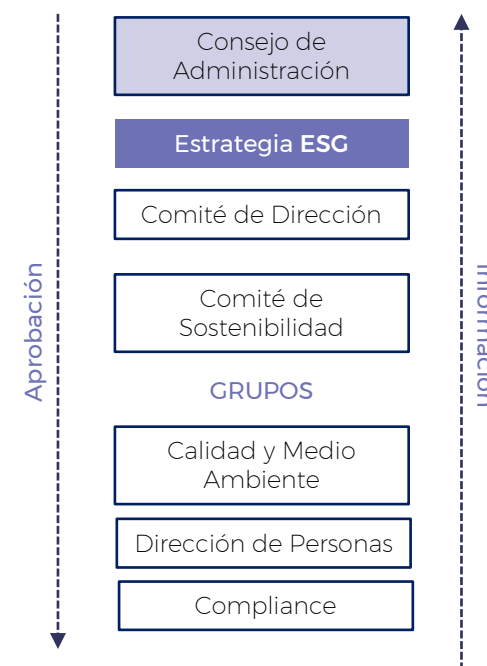 Consejo de
Administración
Estrategia ESG
Comité de Dirección
Comité de
Sostenibilidad
GRUPOS
Calidad y Medio
Ambiente
Dirección de Personas
Compliance
Aprobación
Información